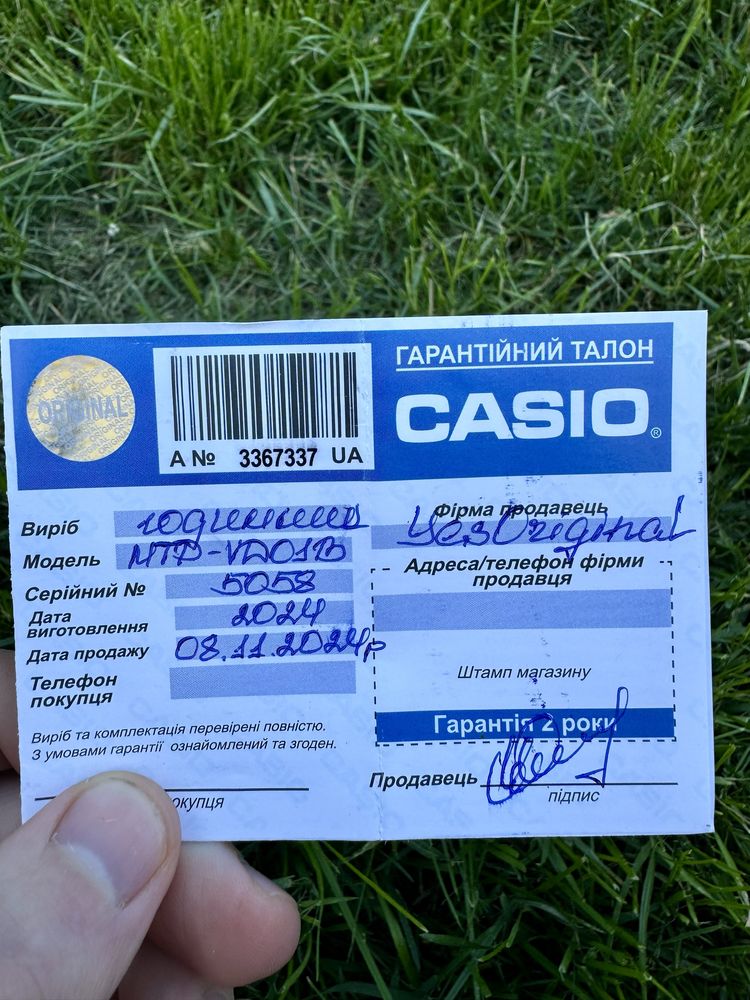 ORIGINAL
A № 3367337 UA
ГАРАНТІЙНИЙ ТАЛОН
CASIO®
Виріб годинник
Модель MTP-VD01B
Серійний № 5058
Дата виготовлення 2024
Дата продажу 08.11.2024р
Телефон покупця
Виріб та комплектація перевірені повністю.
З умовами гарантії ознайомлений та згоден.
окупця
Фірма продавець
YesOriginal
Адреса/телефон фірми
продавця
Штамп магазину
Гарантія 2 роки
Продавець
підпис